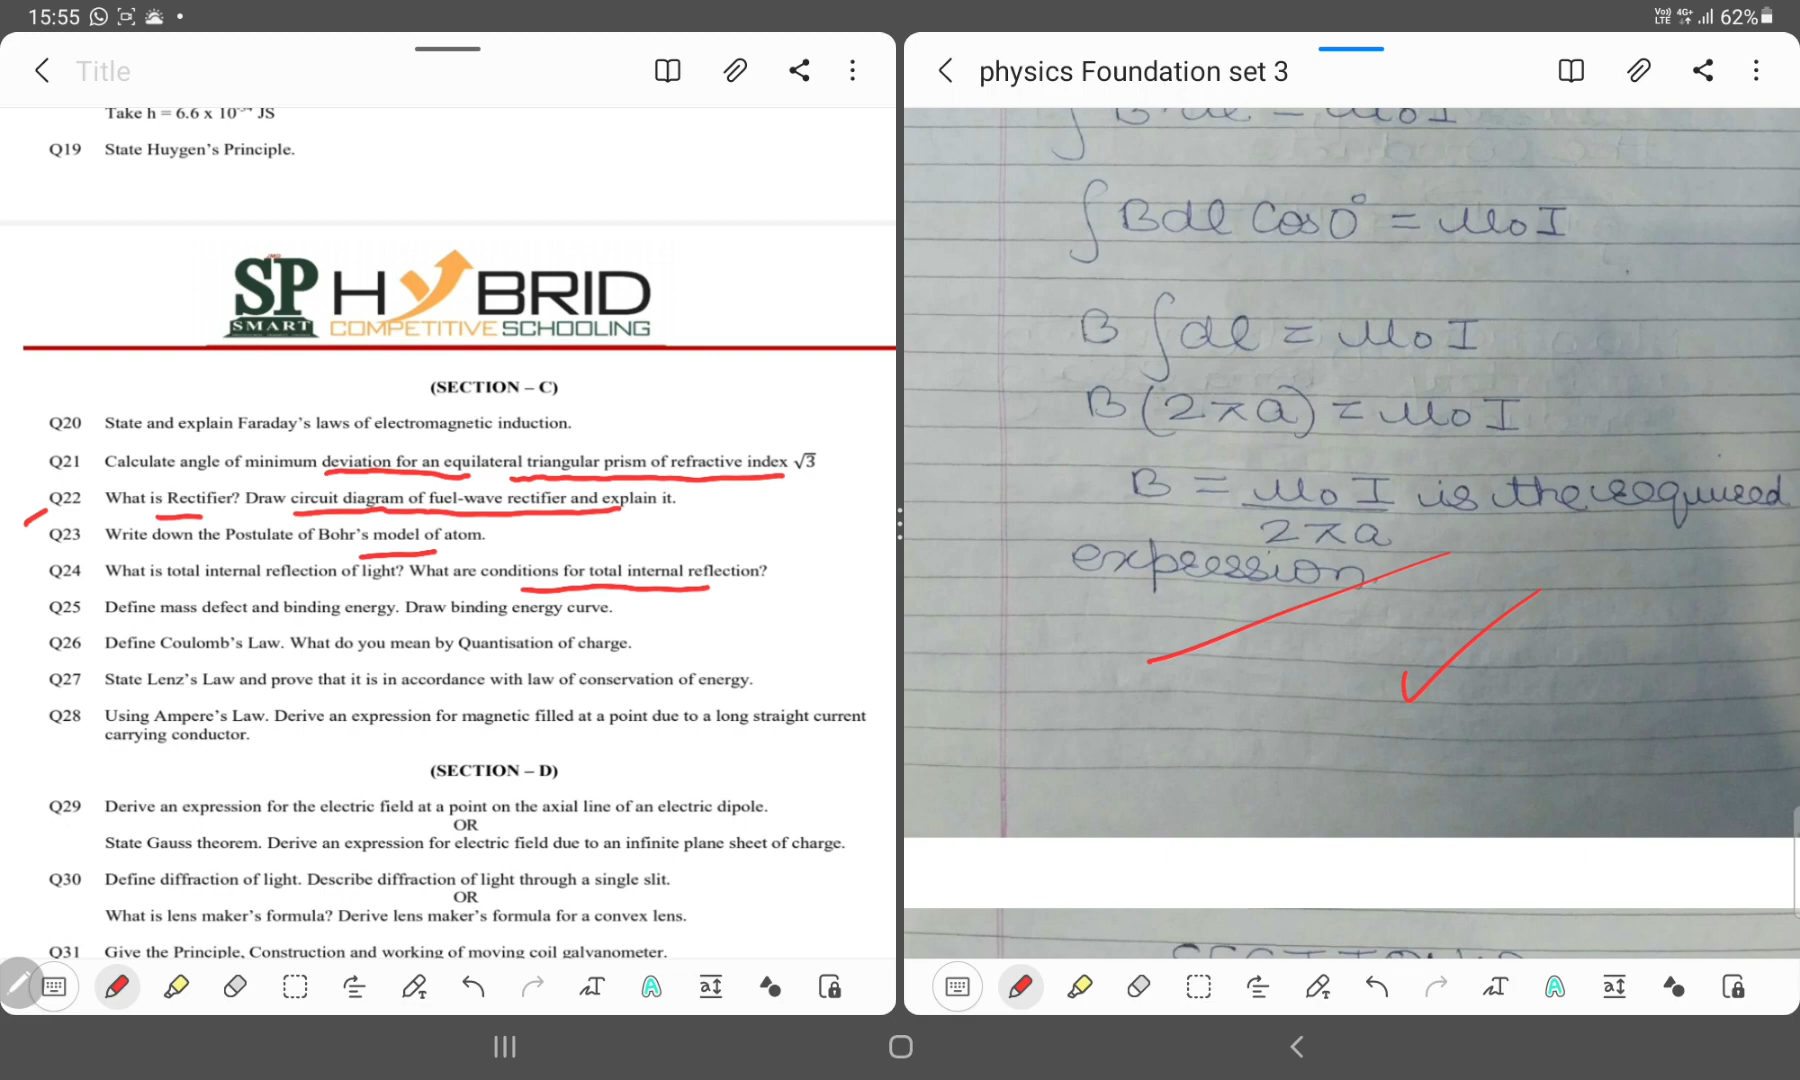 15:55
Vo)) LTE 4G+ 62%
Title
Take h = 6.6 x 10⁻³⁴ JS
Q19 State Huygen's Principle.
SP SMART HYBRID
COMPETITIVE SCHOOLING
(SECTION – C)
Q20 State and explain Faraday's laws of electromagnetic induction.
Q21 Calculate angle of minimum deviation for an equilateral triangular prism of refractive index √3
Q22 What is Rectifier? Draw circuit diagram of fuel-wave rectifier and explain it.
Q23 Write down the Postulate of Bohr's model of atom.
Q24 What is total internal reflection of light? What are conditions for total internal reflection?
Q25 Define mass defect and binding energy. Draw binding energy curve.
Q26 Define Coulomb's Law. What do you mean by Quantisation of charge.
Q27 State Lenz's Law and prove that it is in accordance with law of conservation of energy.
Q28 Using Ampere's Law. Derive an expression for magnetic filled at a point due to a long straight current
carrying conductor.
(SECTION – D)
Q29 Derive an expression for the electric field at a point on the axial line of an electric dipole.
OR
State Gauss theorem. Derive an expression for electric field due to an infinite plane sheet of charge.
Q30 Define diffraction of light. Describe diffraction of light through a single slit.
OR
What is lens maker's formula? Derive lens maker's formula for a convex lens.
Q31 Give the Principle, Construction and working of moving coil galvanometer.
physics Foundation set 3
∫ B dl = μ₀I
∫ Bdl Cos0° = μ₀I
B ∫dl = μ₀I
B(2πa) = μ₀I
B = μ₀I is the required
2πa
expression.